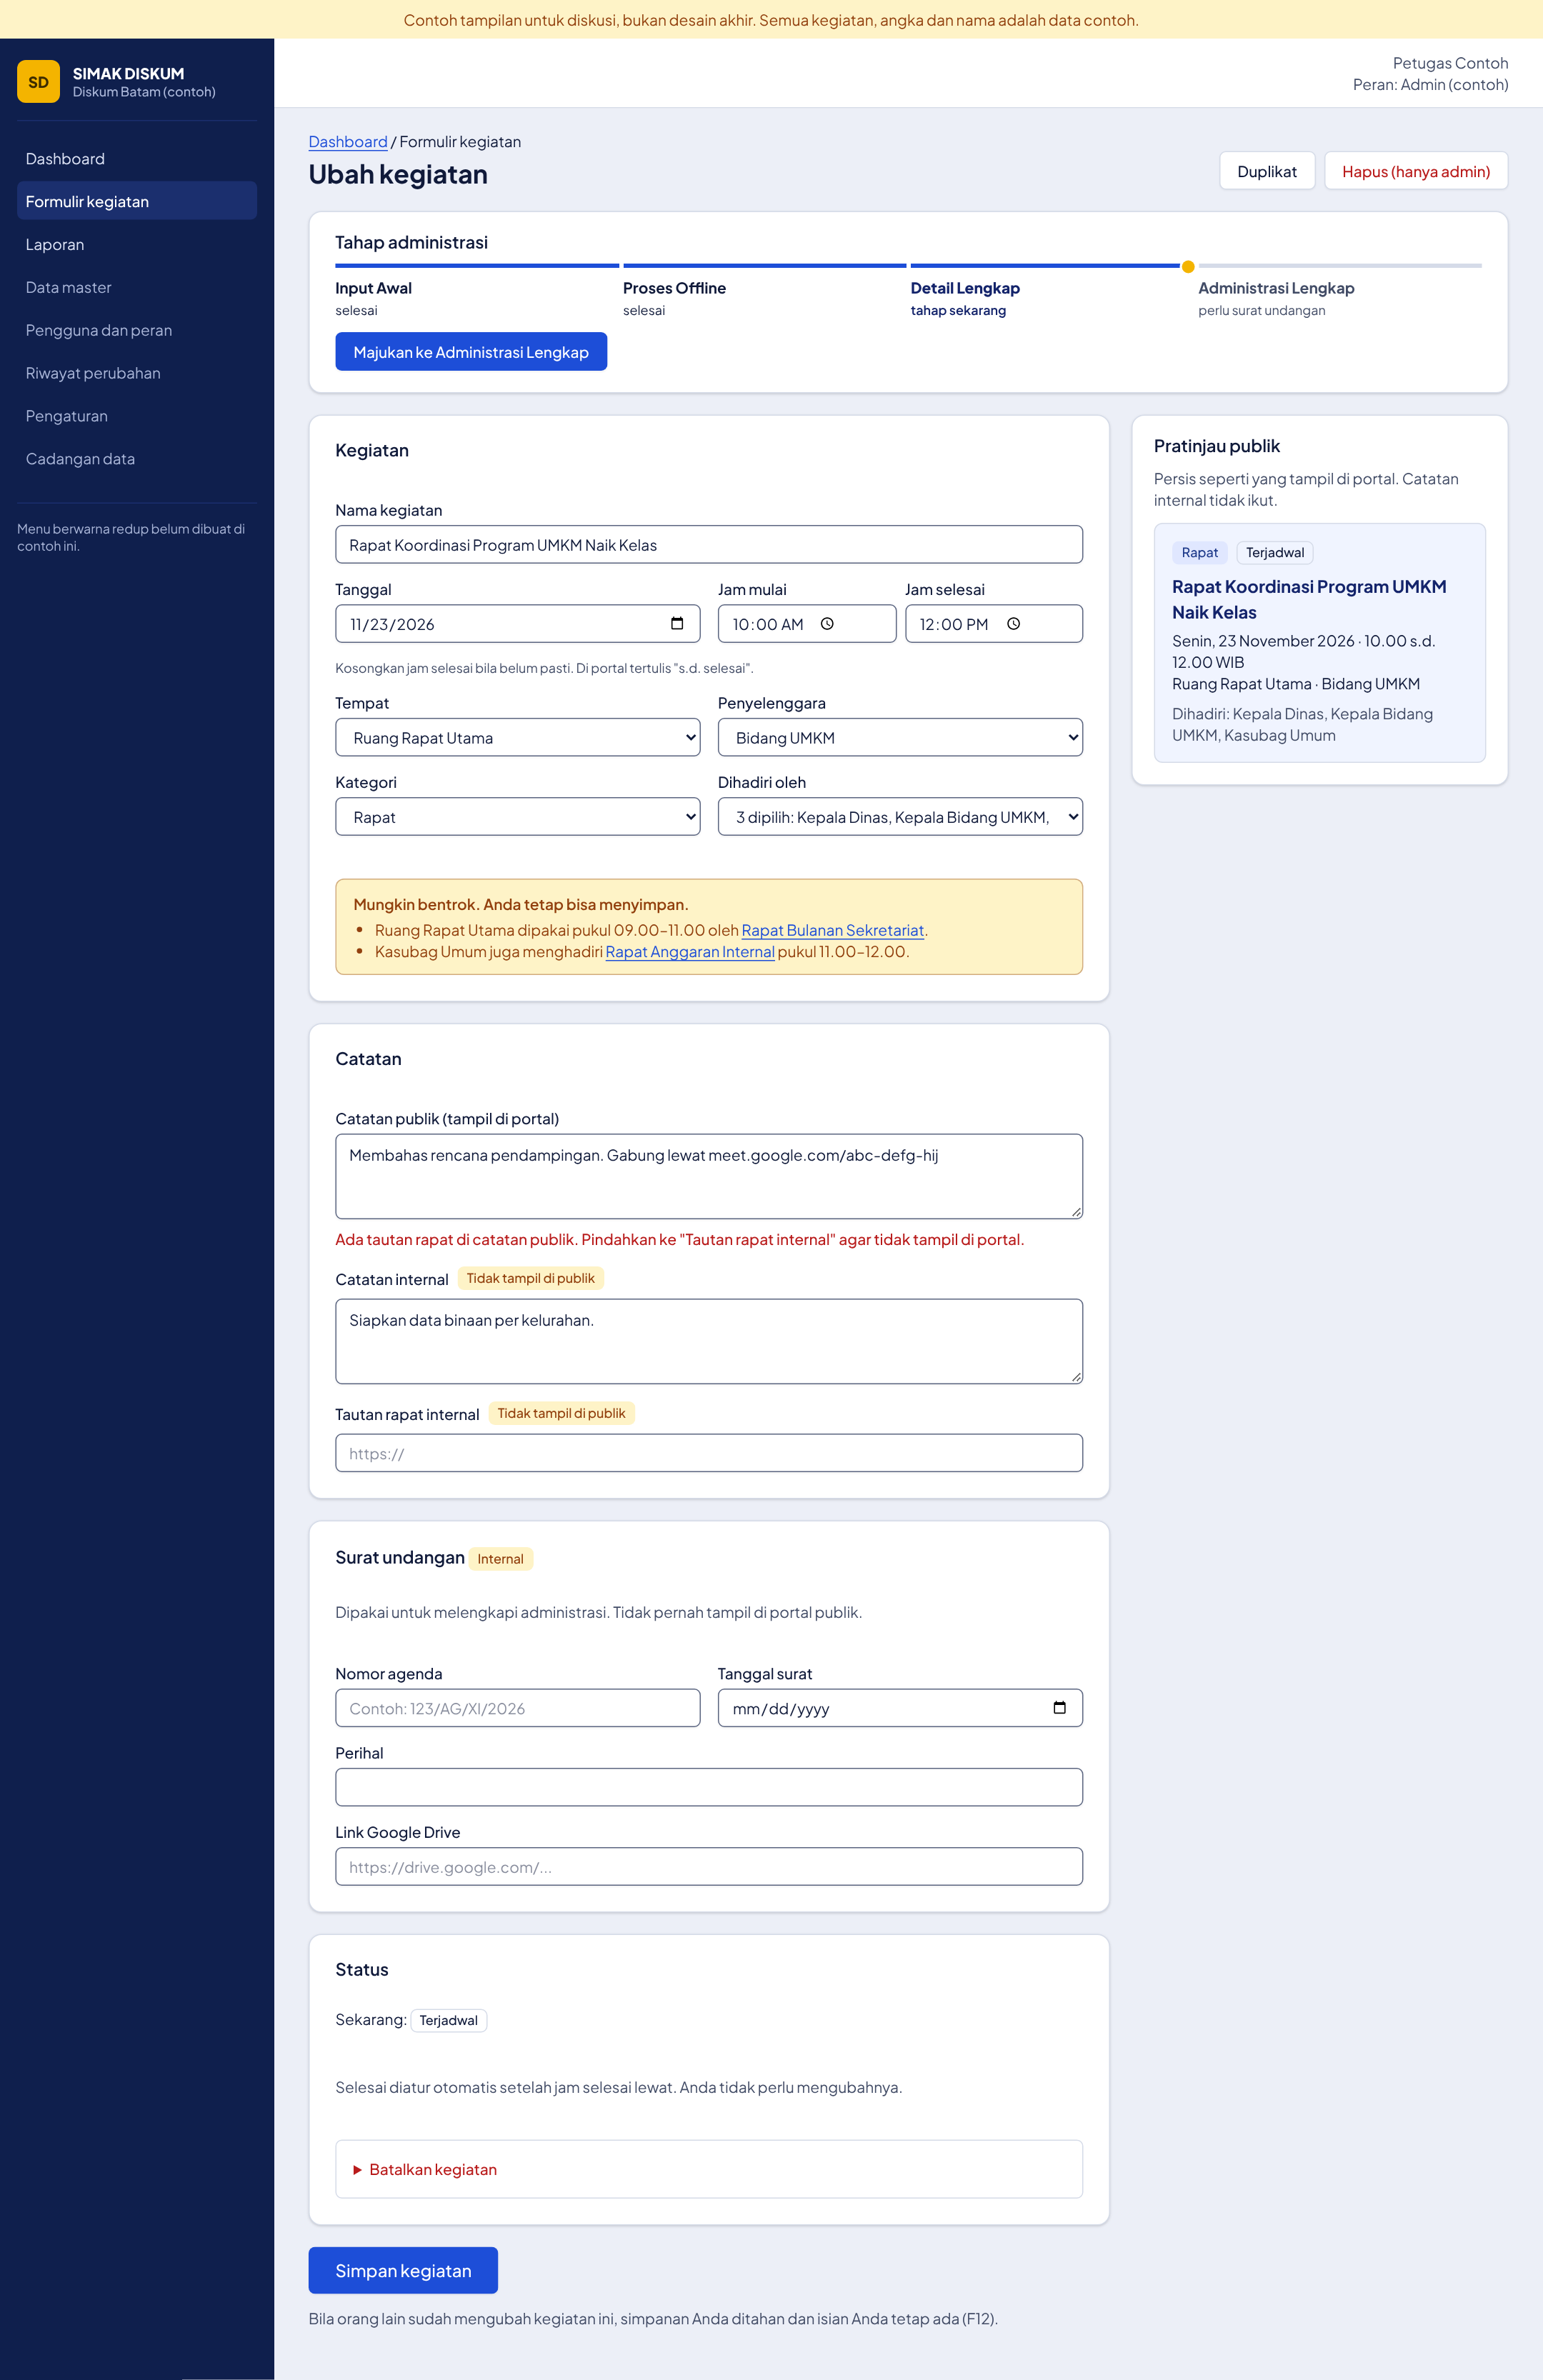 Contoh tampilan untuk diskusi, bukan desain akhir. Semua kegiatan, angka dan nama adalah data contoh.
SD
SIMAK DISKUM
Diskum Batam (contoh)
Dashboard
Formulir kegiatan
Laporan
Data master
Pengguna dan peran
Riwayat perubahan
Pengaturan
Cadangan data
Menu berwarna redup belum dibuat di
contoh ini.
Petugas Contoh
Peran: Admin (contoh)
Dashboard / Formulir kegiatan
Ubah kegiatan
Duplikat
Hapus (hanya admin)
Tahap administrasi
Input Awal
selesai
Proses Offline
selesai
Detail Lengkap
tahap sekarang
Administrasi Lengkap
perlu surat undangan
Majukan ke Administrasi Lengkap
Kegiatan
Nama kegiatan
Rapat Koordinasi Program UMKM Naik Kelas
Tanggal
11/23/2026
Jam mulai
10:00 AM
Jam selesai
12:00 PM
Kosongkan jam selesai bila belum pasti. Di portal tertulis "s.d. selesai".
Tempat
Ruang Rapat Utama
Penyelenggara
Bidang UMKM
Kategori
Rapat
Dihadiri oleh
3 dipilih: Kepala Dinas, Kepala Bidang UMKM,
Mungkin bentrok. Anda tetap bisa menyimpan.
• Ruang Rapat Utama dipakai pukul 09.00–11.00 oleh Rapat Bulanan Sekretariat.
• Kasubag Umum juga menghadiri Rapat Anggaran Internal pukul 11.00–12.00.
Pratinjau publik
Persis seperti yang tampil di portal. Catatan
internal tidak ikut.
Rapat
Terjadwal
Rapat Koordinasi Program UMKM
Naik Kelas
Senin, 23 November 2026 · 10.00 s.d.
12.00 WIB
Ruang Rapat Utama · Bidang UMKM
Dihadiri: Kepala Dinas, Kepala Bidang
UMKM, Kasubag Umum
Catatan
Catatan publik (tampil di portal)
Membahas rencana pendampingan. Gabung lewat meet.google.com/abc-defg-hij
Ada tautan rapat di catatan publik. Pindahkan ke "Tautan rapat internal" agar tidak tampil di portal.
Catatan internal Tidak tampil di publik
Siapkan data binaan per kelurahan.
Tautan rapat internal Tidak tampil di publik
https://
Surat undangan Internal
Dipakai untuk melengkapi administrasi. Tidak pernah tampil di portal publik.
Nomor agenda
Contoh: 123/AG/XI/2026
Tanggal surat
mm/dd/yyyy
Perihal
Link Google Drive
https://drive.google.com/...
Status
Sekarang: Terjadwal
Selesai diatur otomatis setelah jam selesai lewat. Anda tidak perlu mengubahnya.
Batalkan kegiatan
Simpan kegiatan
Bila orang lain sudah mengubah kegiatan ini, simpanan Anda ditahan dan isian Anda tetap ada (F12).